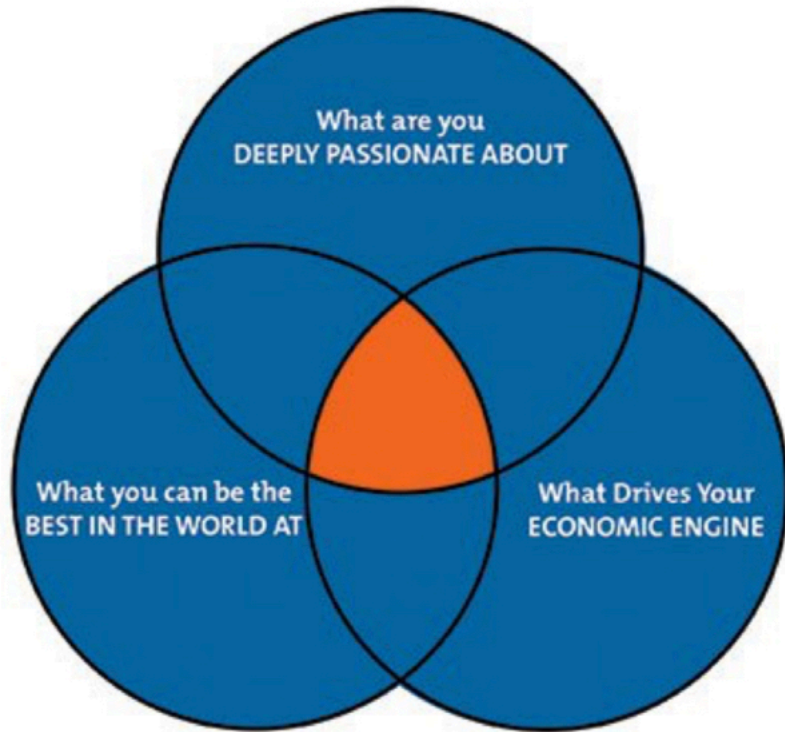 What are you
DEEPLY PASSIONATE ABOUT
What you can be the
BEST IN THE WORLD AT
What Drives Your
ECONOMIC ENGINE